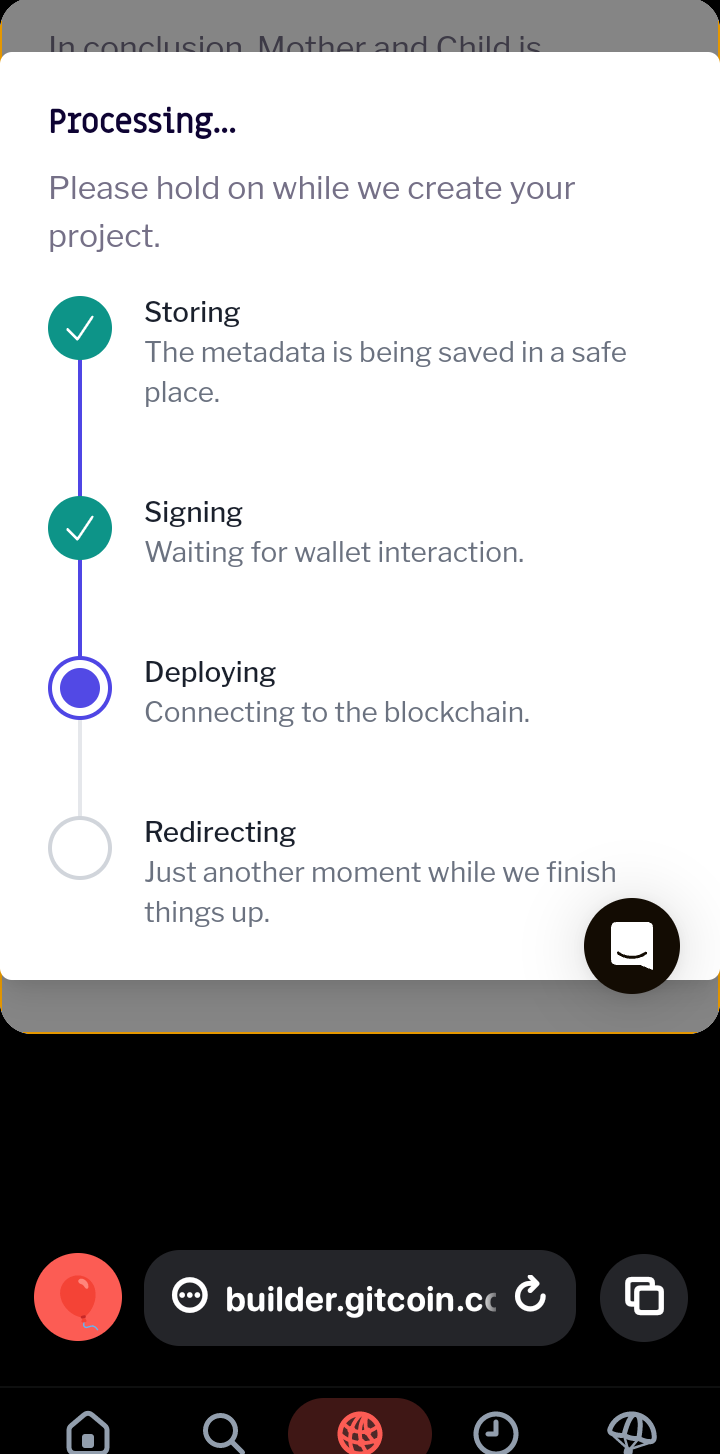 In conclusion, Mother and Child is
Processing...
Please hold on while we create your
project.
Storing
The metadata is being saved in a safe
place.
Signing
Waiting for wallet interaction.
Deploying
Connecting to the blockchain.
Redirecting
Just another moment while we finish
things up.
builder.gitcoin.co